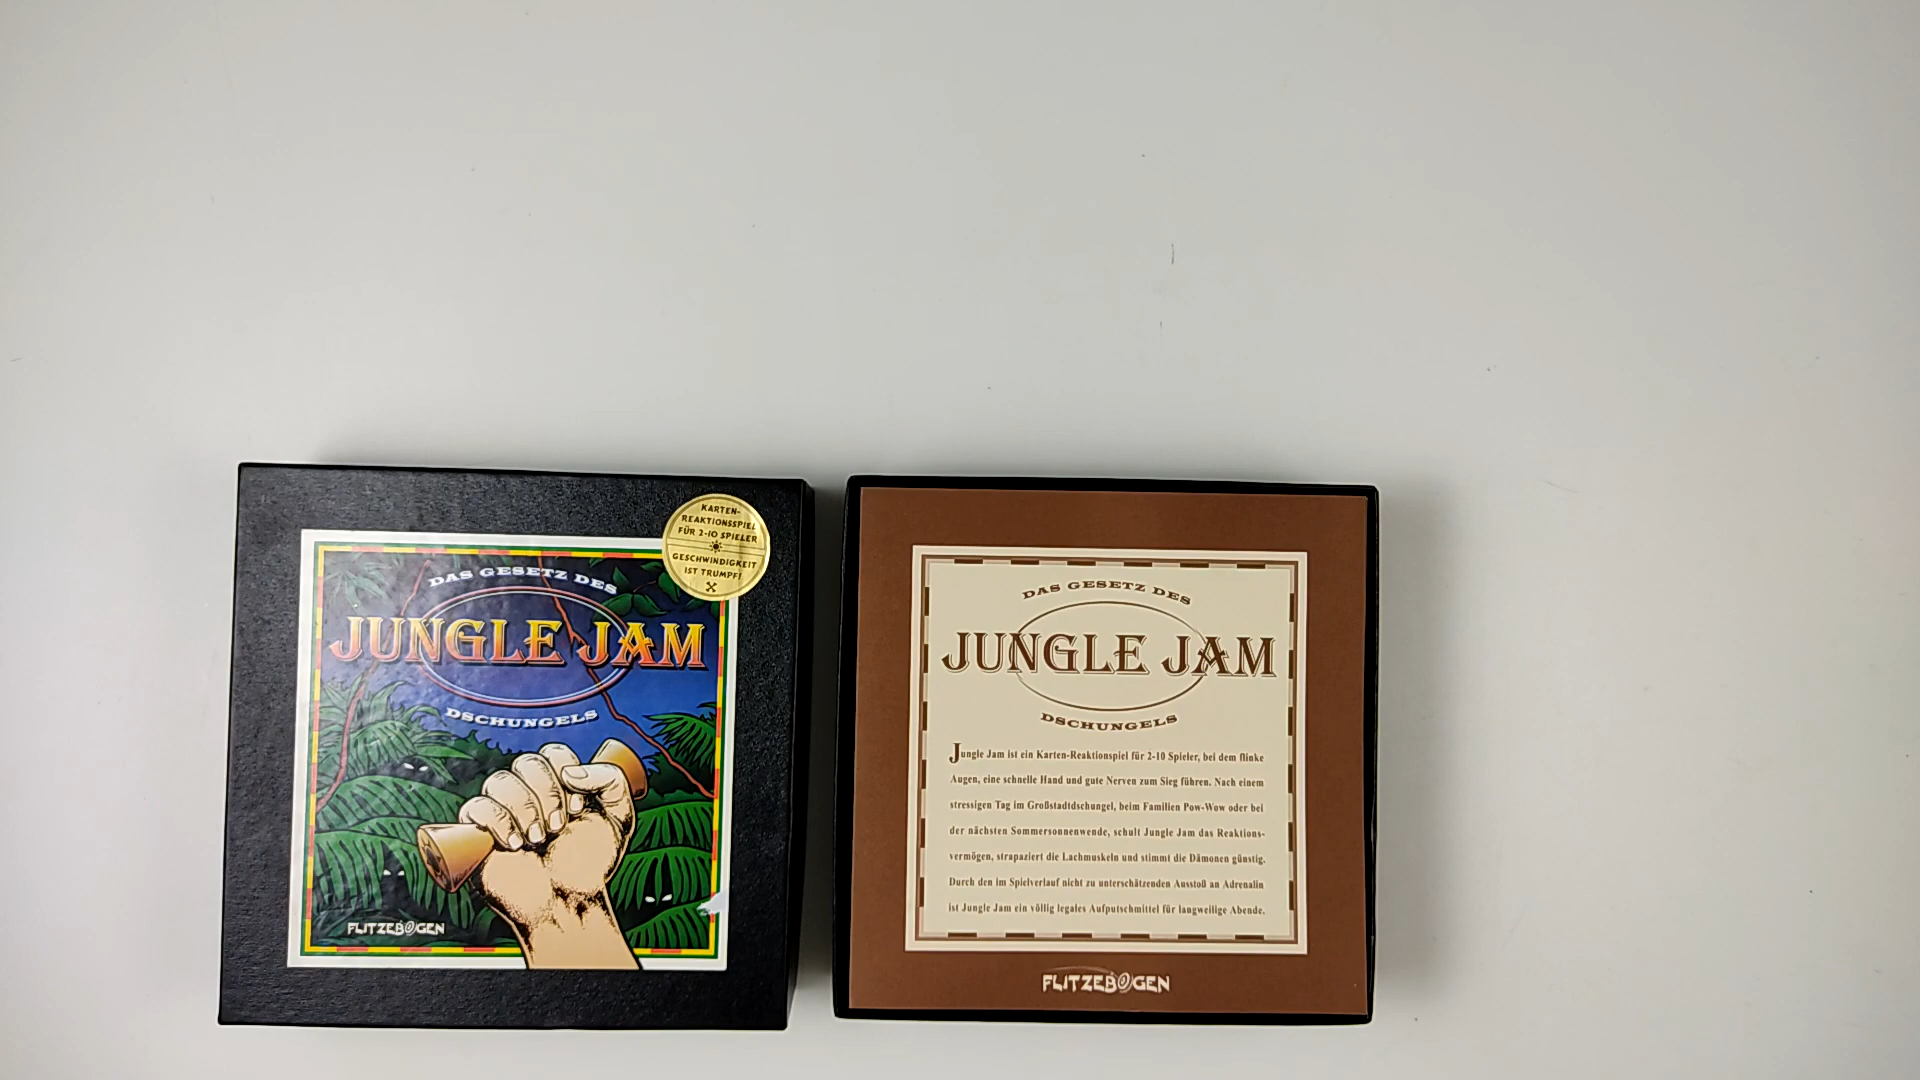 KARTEN-
REAKTIONSSPIEL
FÜR 2-10 SPIELER
GESCHWINDIGKEIT
IST TRUMPF!
DAS GESETZ DES
JUNGLE JAM
DSCHUNGELS
FLITZEBOGEN
DAS GESETZ DES
JUNGLE JAM
DSCHUNGELS
Jungle Jam ist ein Karten-Reaktionspiel für 2-10 Spieler, bei dem flinke
Augen, eine schnelle Hand und gute Nerven zum Sieg führen. Nach einem
stressigen Tag im Großstadtdschungel, beim Familien Pow-Wow oder bei
der nächsten Sommersonnenwende, schult Jungle Jam das Reaktions-
vermögen, strapaziert die Lachmuskeln und stimmt die Dämonen günstig.
Durch den im Spielverlauf nicht zu unterschätzenden Ausstoß an Adrenalin
ist Jungle Jam ein völlig legales Aufputschmittel für langweilige Abende.
FLITZEBOGEN